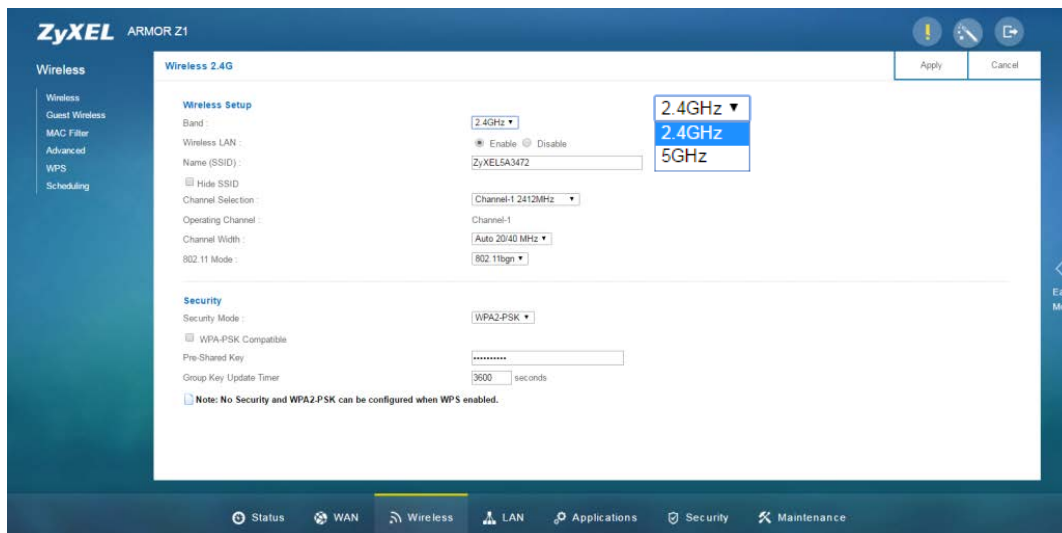 ZyXEL ARMOR Z1
Wireless
Wireless
Guest Wireless
MAC Filter
Advanced
WPS
Scheduling
Wireless 2.4G
Apply
Cancel
Wireless Setup
Band : 2.4GHz
2.4GHz
2.4GHz
5GHz
Wireless LAN : Enable Disable
Name (SSID) : ZyXEL5A3472
Hide SSID
Channel Selection : Channel-1 2412MHz
Operating Channel : Channel-1
Channel Width : Auto 20/40 MHz
802.11 Mode : 802.11bgn
Security
Security Mode : WPA2-PSK
WPA-PSK Compatible
Pre-Shared Key ••••••••••
Group Key Update Timer 3600 seconds
Note: No Security and WPA2-PSK can be configured when WPS enabled.
Status
WAN
Wireless
LAN
Applications
Security
Maintenance